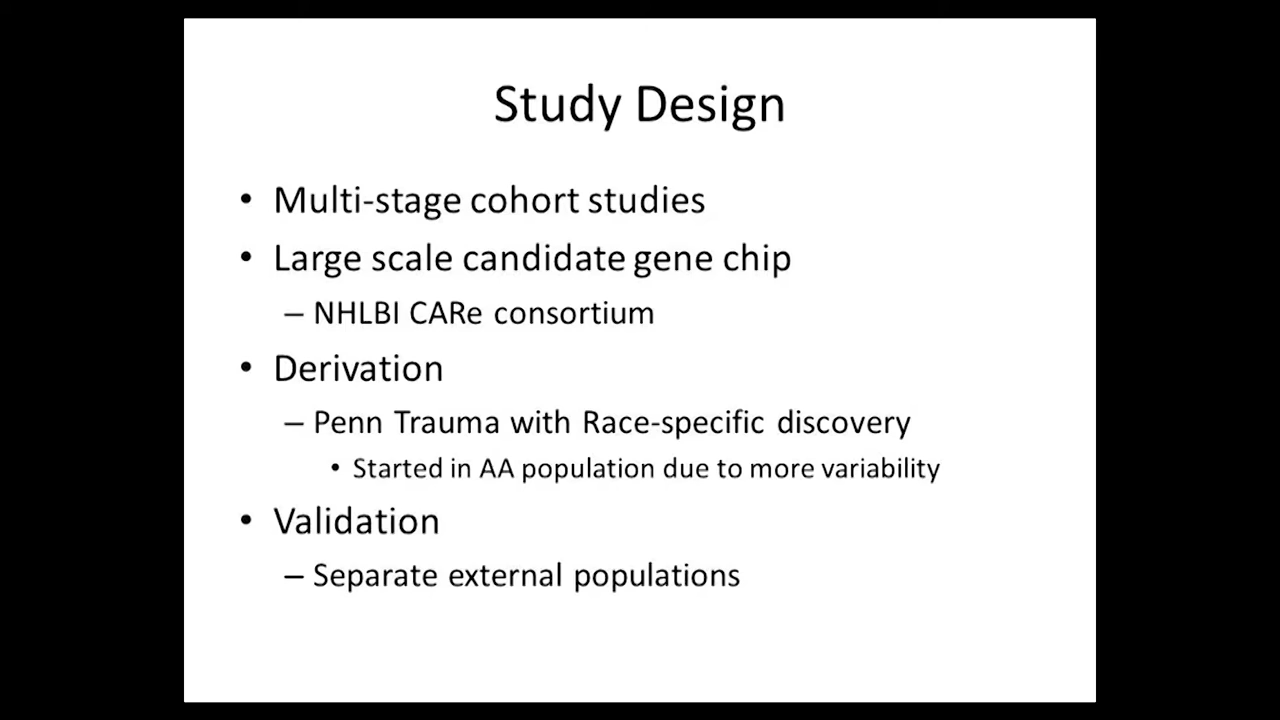 Study Design
• Multi-stage cohort studies
• Large scale candidate gene chip
– NHLBI CARe consortium
• Derivation
– Penn Trauma with Race-specific discovery
• Started in AA population due to more variability
• Validation
– Separate external populations